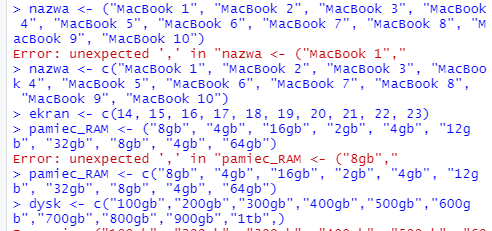 > nazwa <- ("MacBook 1", "MacBook 2", "MacBook 3", "MacBook
 4", "MacBook 5", "MacBook 6", "MacBook 7", "MacBook 8", "M
acBook 9", "MacBook 10")
Error: unexpected ',' in "nazwa <- ("MacBook 1","
> nazwa <- c("MacBook 1", "MacBook 2", "MacBook 3", "MacBoo
k 4", "MacBook 5", "MacBook 6", "MacBook 7", "MacBook 8",
 "MacBook 9", "MacBook 10")
> ekran <- c(14, 15, 16, 17, 18, 19, 20, 21, 22, 23)
> pamiec_RAM <- ("8gb", "4gb", "16gb", "2gb", "4gb", "12g
b", "32gb", "8gb", "4gb", "64gb")
Error: unexpected ',' in "pamiec_RAM <- ("8gb","
> pamiec_RAM <- c("8gb", "4gb", "16gb", "2gb", "4gb", "12g
b", "32gb", "8gb", "4gb", "64gb")
> dysk <- c("100gb","200gb","300gb","400gb","500gb","600g
b","700gb","800gb","900gb","1tb",)